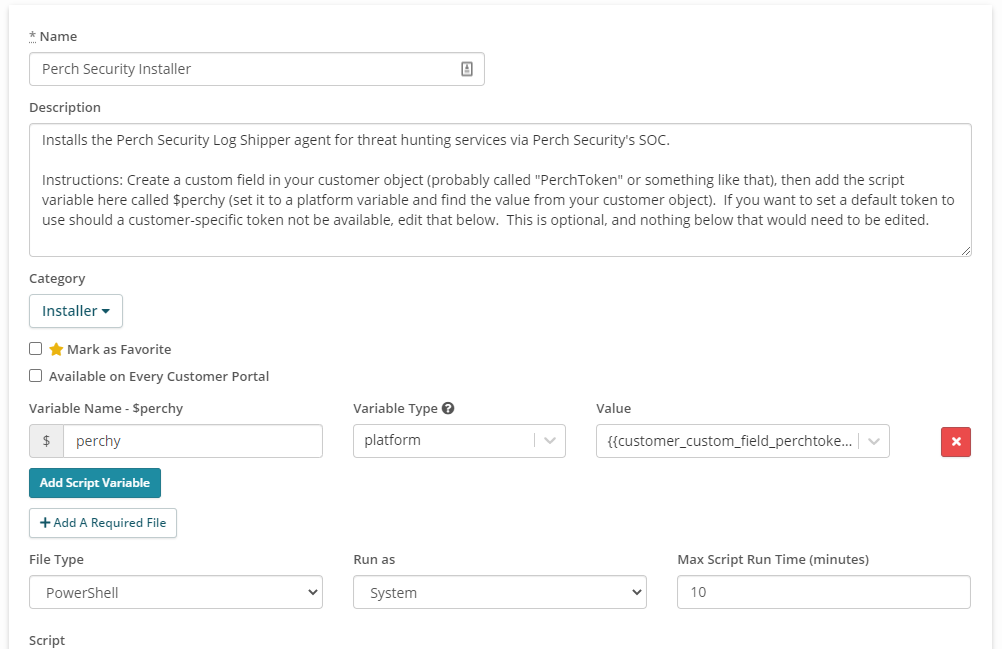 * Name
Perch Security Installer
Description
Installs the Perch Security Log Shipper agent for threat hunting services via Perch Security's SOC.
Instructions: Create a custom field in your customer object (probably called "PerchToken" or something like that), then add the script
variable here called $perchy (set it to a platform variable and find the value from your customer object).  If you want to set a default token to
use should a customer-specific token not be available, edit that below.  This is optional, and nothing below that would need to be edited.
Category
Installer
Mark as Favorite
Available on Every Customer Portal
Variable Name - $perchy Variable Type ? Value
$ perchy platform {{customer_custom_field_perchtoke...
Add Script Variable
+ Add A Required File
File Type Run as Max Script Run Time (minutes)
PowerShell System 10
Script